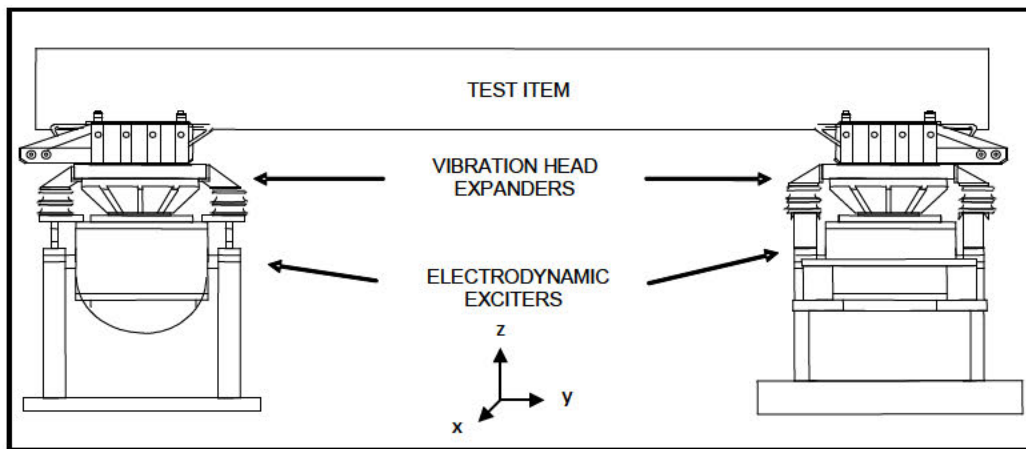 TEST ITEM
VIBRATION HEAD
EXPANDERS
ELECTRODYNAMIC
EXCITERS
z
y
x